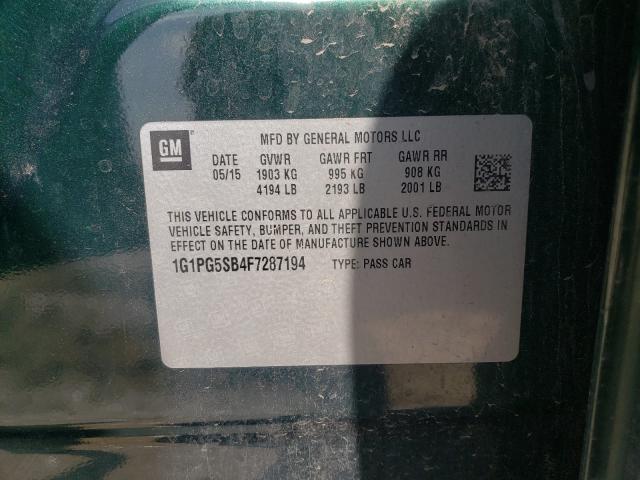 GM
MFD BY GENERAL MOTORS LLC
DATE GVWR GAWR FRT GAWR RR
05/15 1903 KG 995 KG 908 KG
4194 LB 2193 LB 2001 LB
THIS VEHICLE CONFORMS TO ALL APPLICABLE U.S. FEDERAL MOTOR
VEHICLE SAFETY, BUMPER, AND THEFT PREVENTION STANDARDS IN
EFFECT ON THE DATE OF MANUFACTURE SHOWN ABOVE.
1G1PG5SB4F7287194 TYPE: PASS CAR